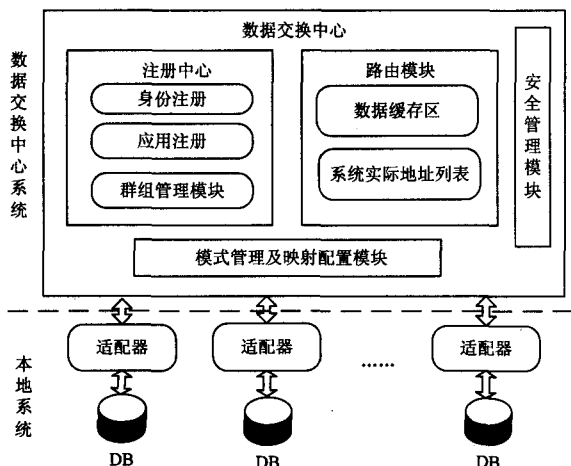 数据交换中心
数据交换中心系统
注册中心
身份注册
应用注册
群组管理模块
路由模块
数据缓存区
系统实际地址列表
安全管理模块
模式管理及映射配置模块
本地系统
适配器
适配器
……
适配器
DB
DB
DB